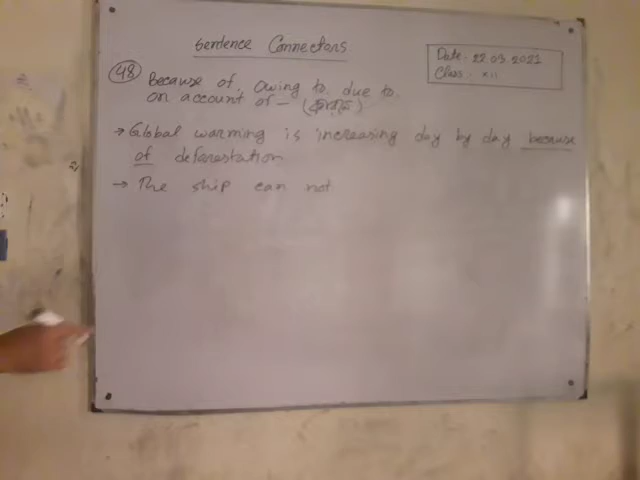 Sentence Connectors
Date: 22.03.2021
Class: XII
48 Because of, Owing to, due to,
on account of - (কারনে)
→ Global warming is increasing day by day because
of deforestation
→ The ship can not